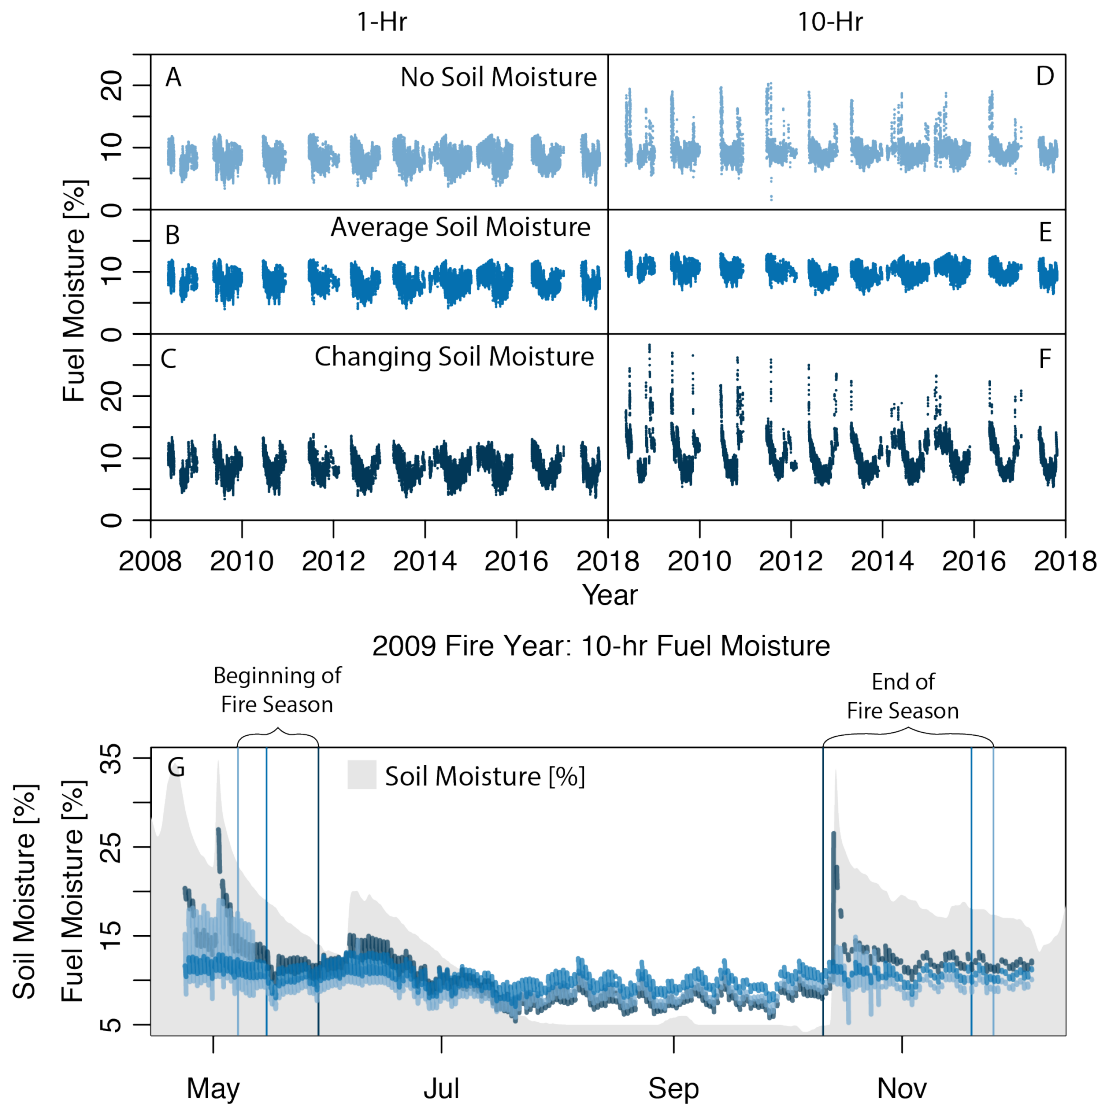 1-Hr 10-Hr
A No Soil Moisture D
B Average Soil Moisture E
C Changing Soil Moisture F
Fuel Moisture [%]
20
10
0
10
0
20
10
0
2008 2010 2012 2014 2016 2018 2010 2012 2014 2016 2018
Year
2009 Fire Year: 10-hr Fuel Moisture
Beginning of
Fire Season
End of
Fire Season
G Soil Moisture [%]
Soil Moisture [%]
Fuel Moisture [%]
35
25
15
5
May Jul Sep Nov